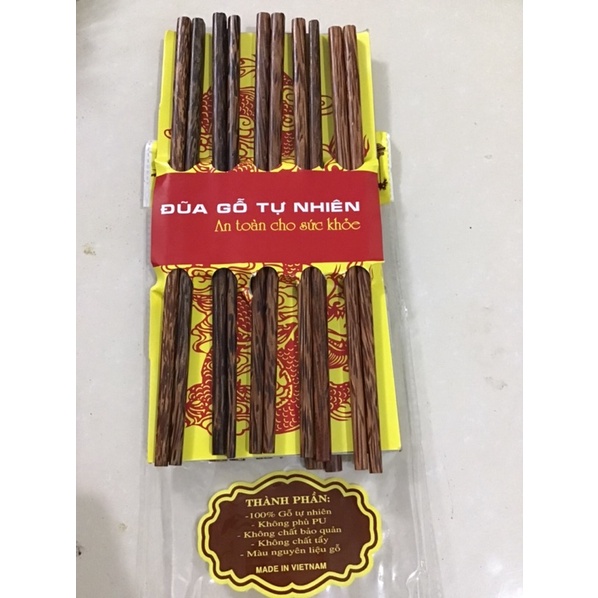 ĐŨA GỖ TỰ NHIÊN
An toàn cho sức khỏe
THÀNH PHẦN:
-100% Gỗ tự nhiên
- Không phủ PU
- Không chất bảo quản
- Không chất tẩy
- Màu nguyên liệu gỗ
MADE IN VIETNAM